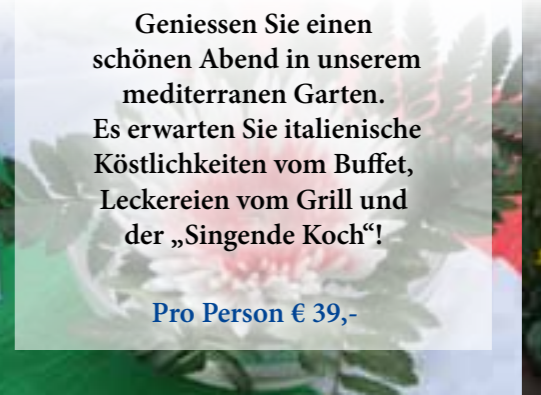 Geniessen Sie einen
schönen Abend in unserem
mediterranen Garten.
Es erwarten Sie italienische
Köstlichkeiten vom Buffet,
Leckereien vom Grill und
der „Singende Koch“!
Pro Person € 39,-